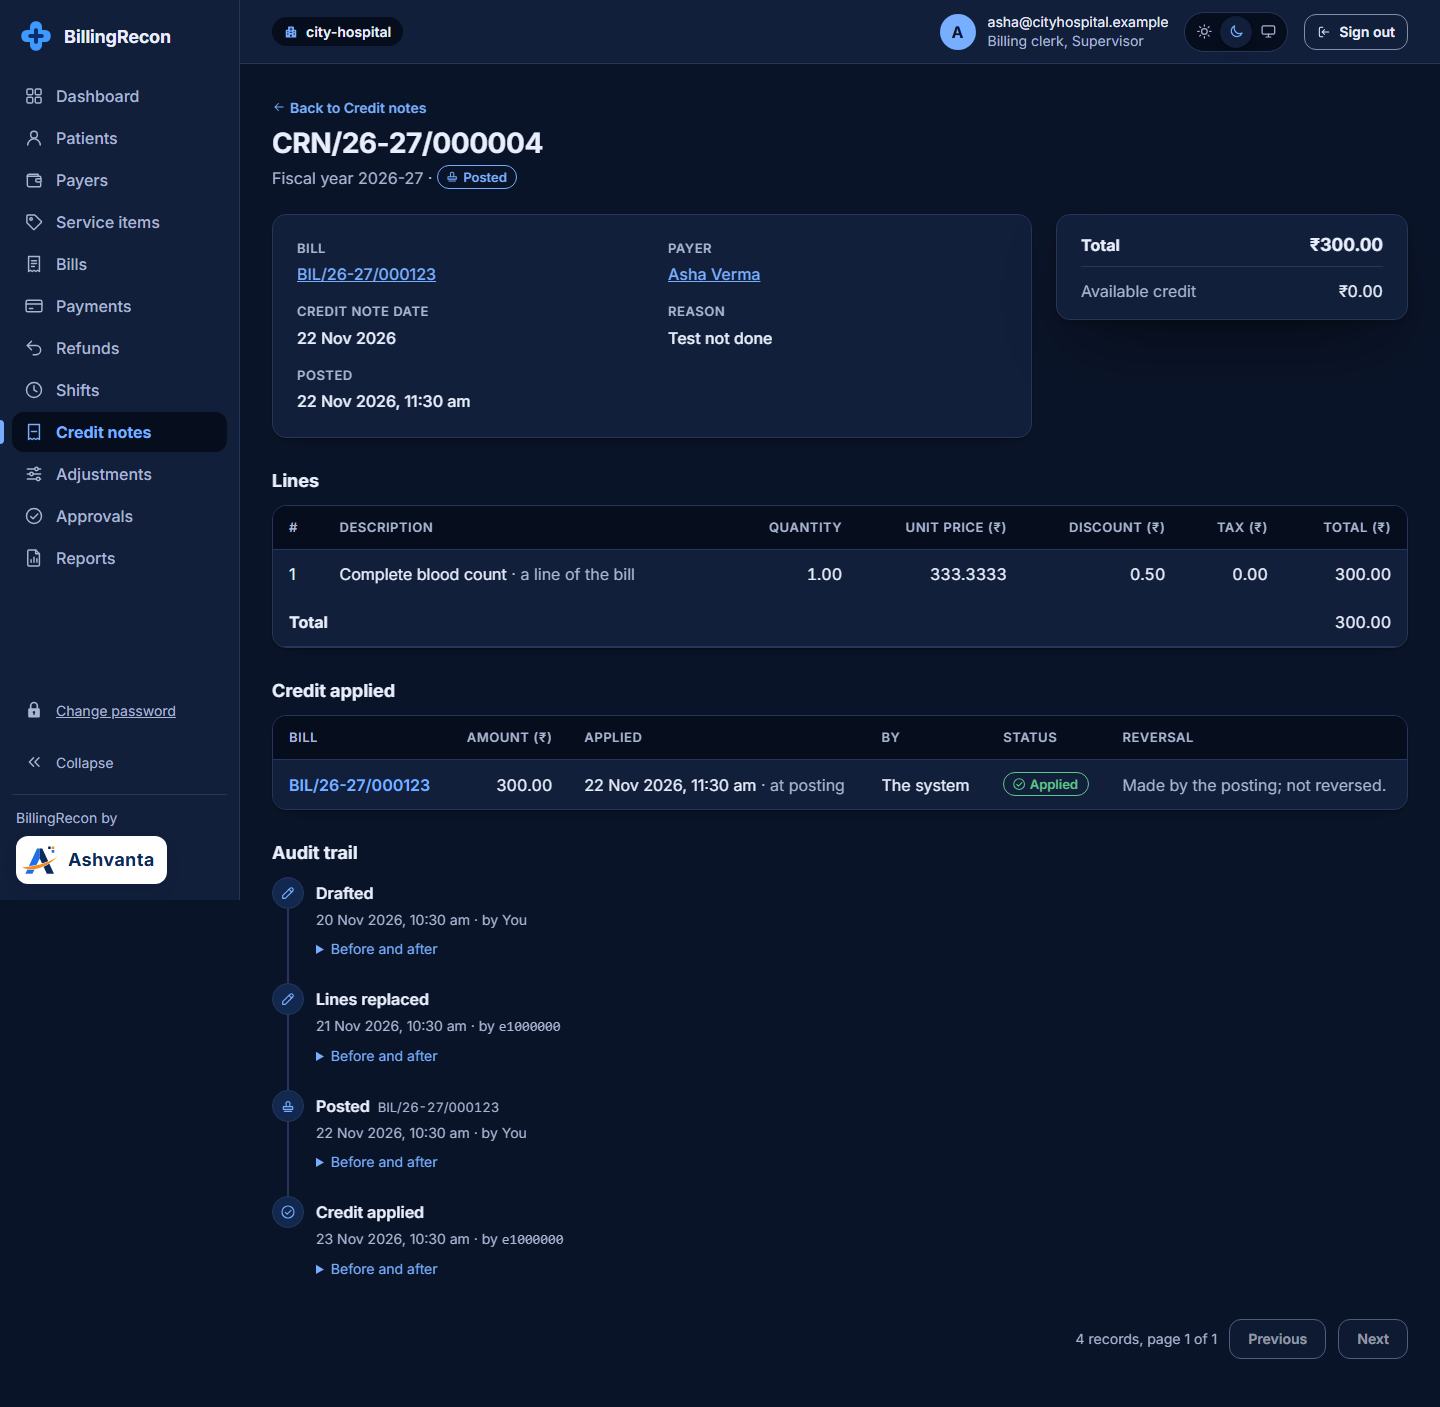 BillingRecon
city-hospital
A
asha@cityhospital.example
Billing clerk, Supervisor
Sign out
Dashboard
Patients
Payers
Service items
Bills
Payments
Refunds
Shifts
Credit notes
Adjustments
Approvals
Reports
Change password
Collapse
BillingRecon by
Ashvanta
← Back to Credit notes
CRN/26-27/000004
Fiscal year 2026-27 · Posted
BILL
BIL/26-27/000123
PAYER
Asha Verma
CREDIT NOTE DATE
22 Nov 2026
REASON
Test not done
POSTED
22 Nov 2026, 11:30 am
Total ₹300.00
Available credit ₹0.00
Lines
# DESCRIPTION QUANTITY UNIT PRICE (₹) DISCOUNT (₹) TAX (₹) TOTAL (₹)
1 Complete blood count · a line of the bill 1.00 333.3333 0.50 0.00 300.00
Total 300.00
Credit applied
BILL AMOUNT (₹) APPLIED BY STATUS REVERSAL
BIL/26-27/000123 300.00 22 Nov 2026, 11:30 am · at posting The system Applied Made by the posting; not reversed.
Audit trail
Drafted
20 Nov 2026, 10:30 am · by You
▶ Before and after
Lines replaced
21 Nov 2026, 10:30 am · by e1000000
▶ Before and after
Posted BIL/26-27/000123
22 Nov 2026, 10:30 am · by You
▶ Before and after
Credit applied
23 Nov 2026, 10:30 am · by e1000000
▶ Before and after
4 records, page 1 of 1
Previous
Next